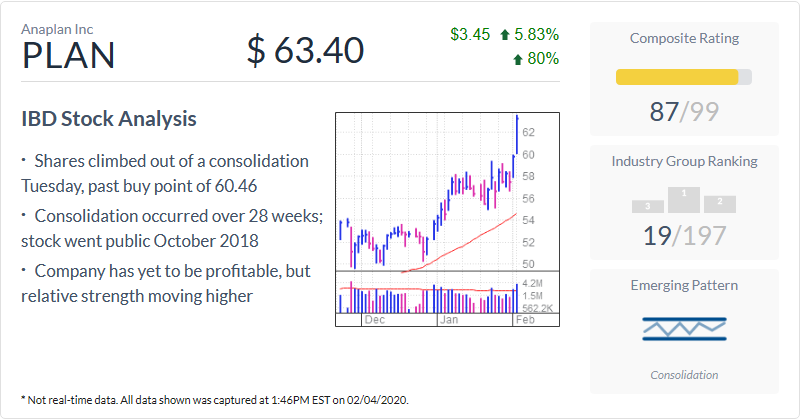 Anaplan Inc
PLAN
$ 63.40
$3.45 5.83%
80%
IBD Stock Analysis
· Shares climbed out of a consolidation
Tuesday, past buy point of 60.46
· Consolidation occurred over 28 weeks;
stock went public October 2018
· Company has yet to be profitable, but
relative strength moving higher
62
60
58
56
54
52
50
4.2M
1.5M
562.2K
Dec Jan Feb
Composite Rating
87/99
Industry Group Ranking
3 1 2
19/197
Emerging Pattern
Consolidation
* Not real-time data. All data shown was captured at 1:46PM EST on 02/04/2020.